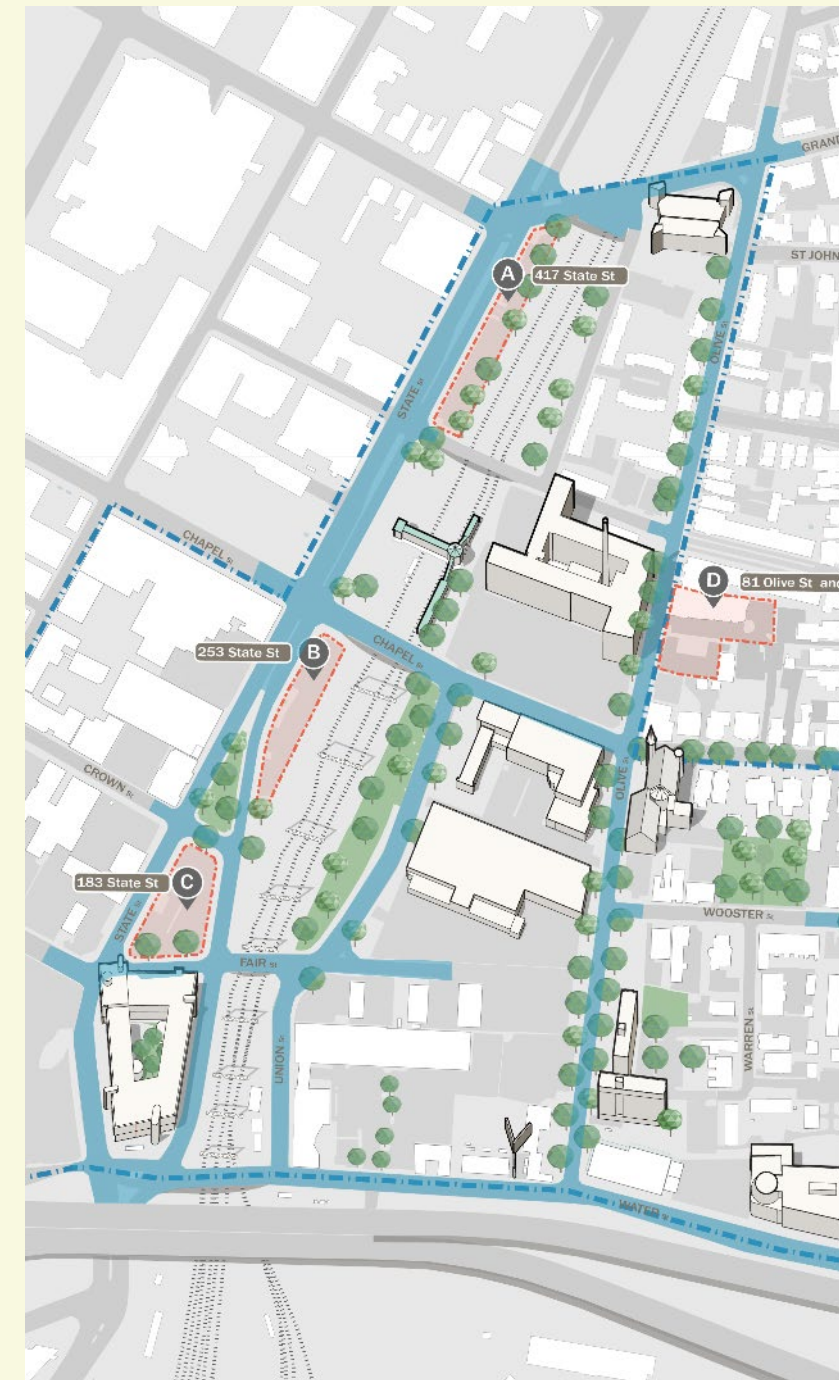 GRAN
ST JOHN
A
417 State St
OLIVE St
STATE St
CHAPEL St
D
81 Olive St and
253 State St
B
CHAPEL St
CROWN St
OLIVE St
183 State St
C
STATE St
WOOSTER St
FAIR St
UNION St
WARREN St
WATER St